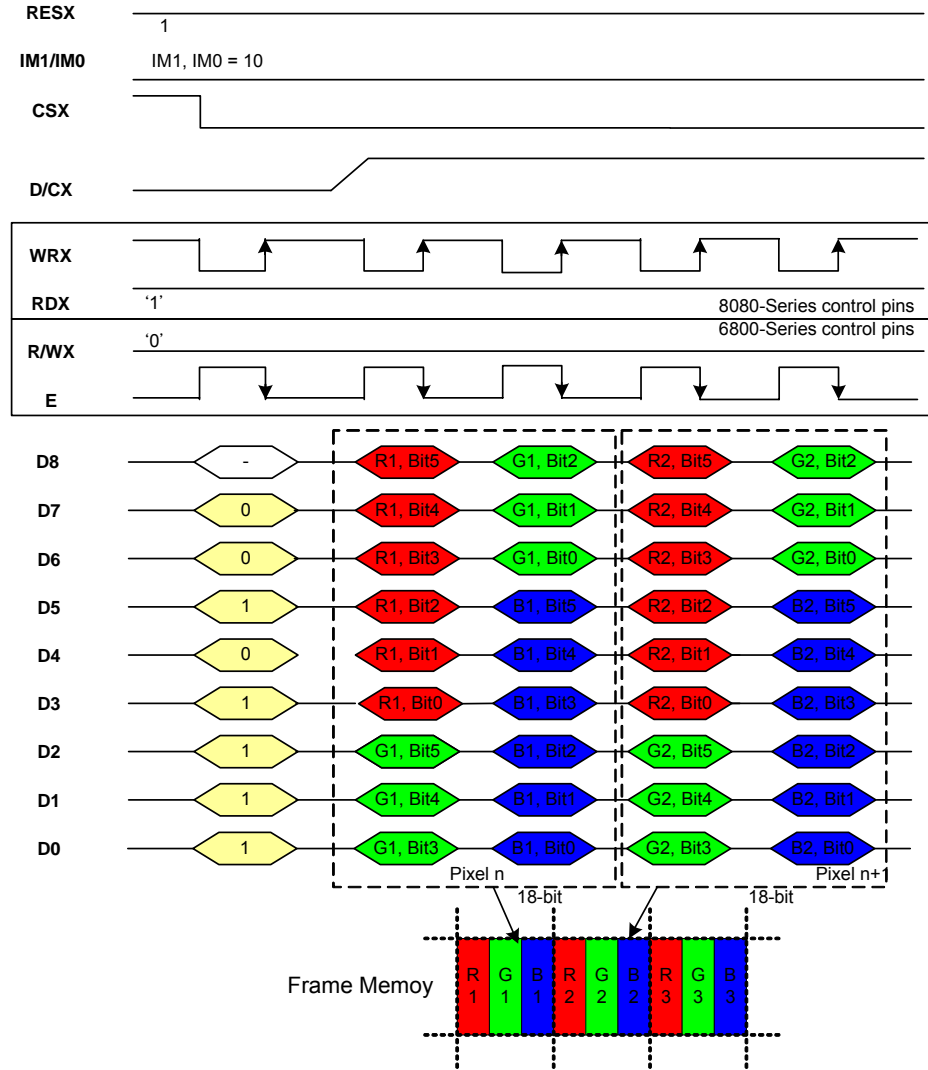 RESX
1
IM1/IM0 IM1, IM0 = 10
CSX
D/CX
WRX
RDX ‘1’ 8080-Series control pins
6800-Series control pins
R/WX ‘0’
E
D8 - R1, Bit5 G1, Bit2 R2, Bit5 G2, Bit2
D7 0 R1, Bit4 G1, Bit1 R2, Bit4 G2, Bit1
D6 0 R1, Bit3 G1, Bit0 R2, Bit3 G2, Bit0
D5 1 R1, Bit2 B1, Bit5 R2, Bit2 B2, Bit5
D4 0 R1, Bit1 B1, Bit4 R2, Bit1 B2, Bit4
D3 1 R1, Bit0 B1, Bit3 R2, Bit0 B2, Bit3
D2 1 G1, Bit5 B1, Bit2 G2, Bit5 B2, Bit2
D1 1 G1, Bit4 B1, Bit1 G2, Bit4 B2, Bit1
D0 1 G1, Bit3 B1, Bit0 G2, Bit3 B2, Bit0
Pixel n Pixel n+1
18-bit 18-bit
Frame Memoy
R G B R G B R G B
1 1 1 2 2 2 3 3 3